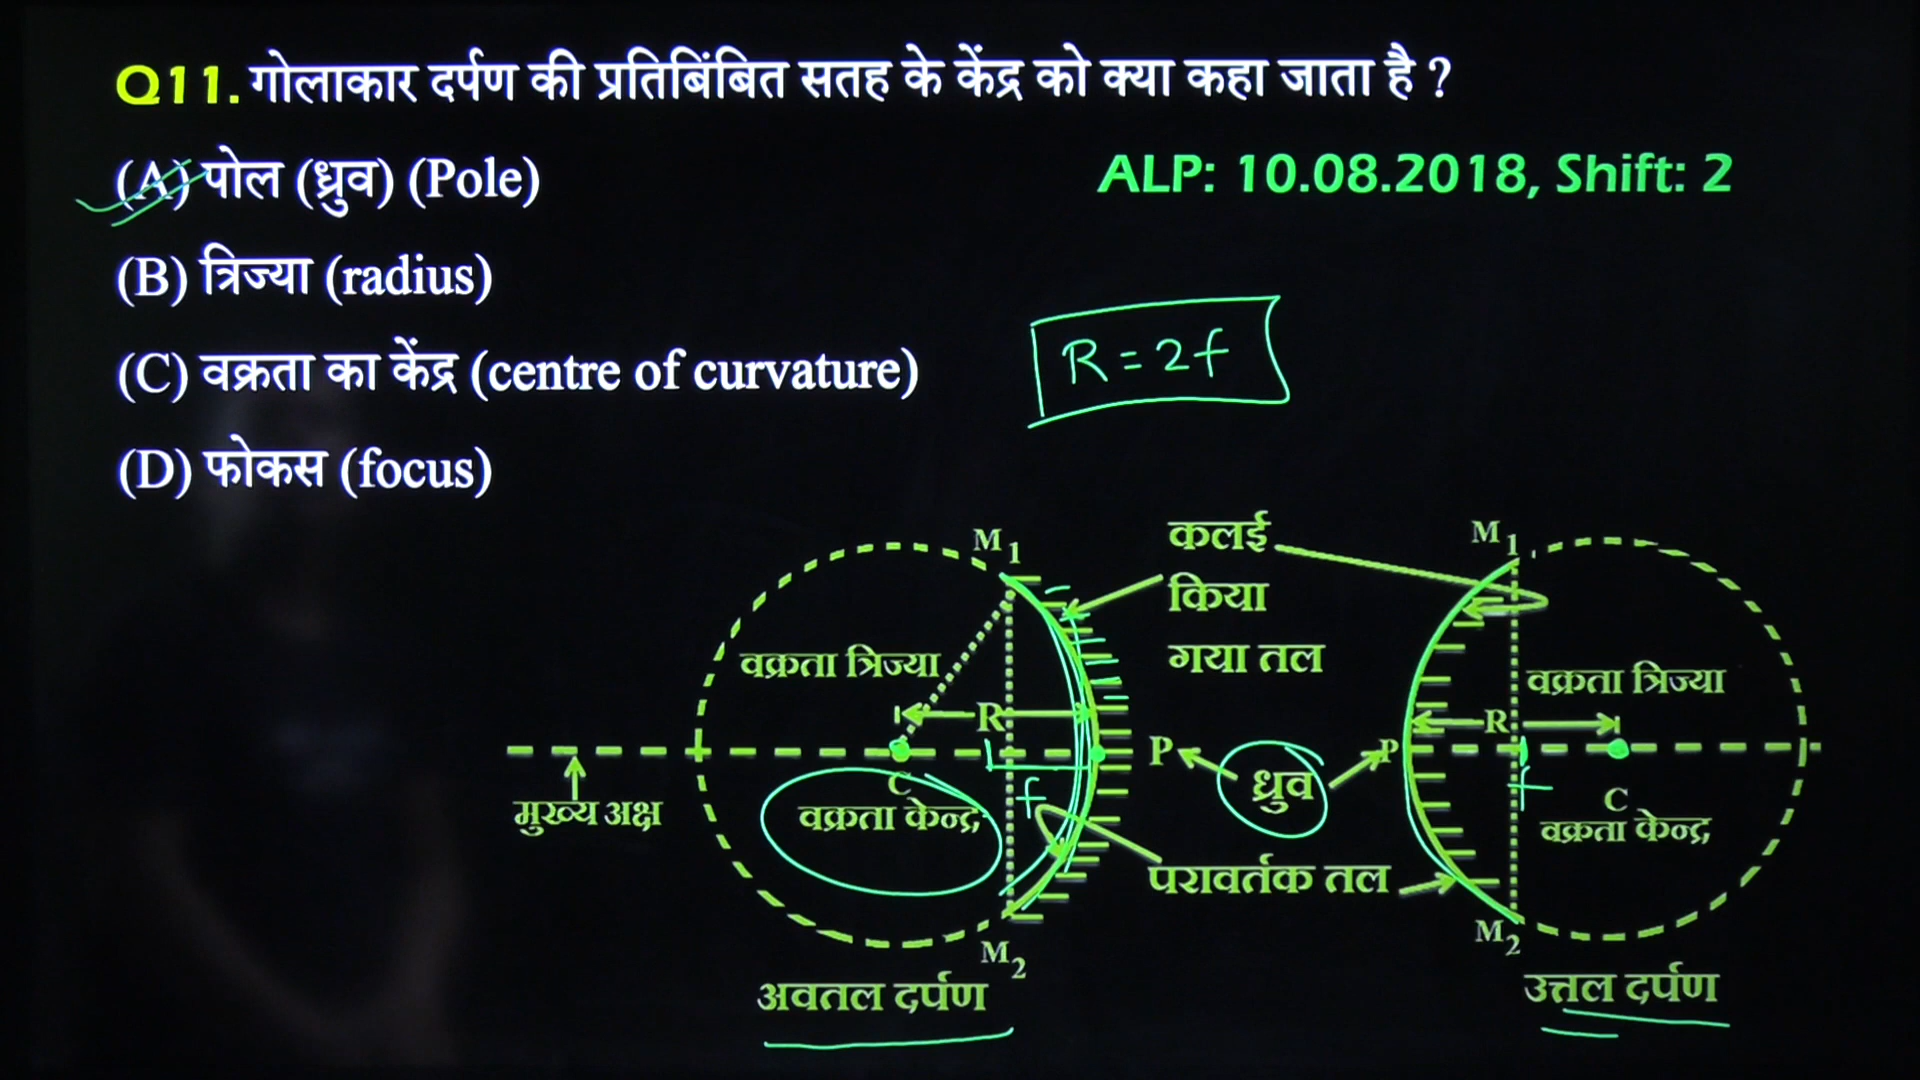 Q11. गोलाकार दर्पण की प्रतिबिंबित सतह के केंद्र को क्या कहा जाता है ?
(A) पोल (ध्रुव) (Pole)
ALP: 10.08.2018, Shift: 2
(B) त्रिज्या (radius)
(C) वक्रता का केंद्र (centre of curvature)
R = 2f
(D) फोकस (focus)
M1
कलई
M1
किया
गया तल
वक्रता त्रिज्या
वक्रता त्रिज्या
R
R
P
ध्रुव
P
C
f
f
C
मुख्य अक्ष
वक्रता केन्द्र
वक्रता केन्द्र
परावर्तक तल
M2
M2
अवतल दर्पण
उत्तल दर्पण